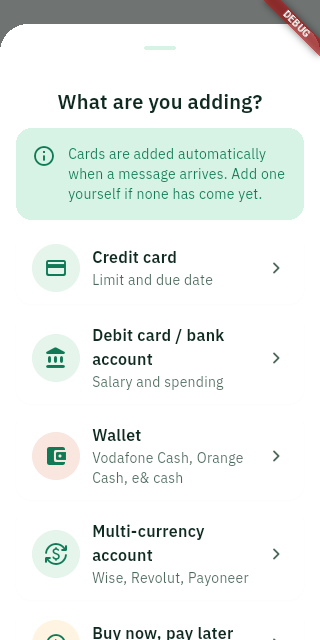 DEBUG
What are you adding?
Cards are added automatically
when a message arrives. Add one
yourself if none has come yet.
Credit card
Limit and due date
Debit card / bank
account
Salary and spending
Wallet
Vodafone Cash, Orange
Cash, e& cash
Multi-currency
account
Wise, Revolut, Payoneer
Buy now, pay later